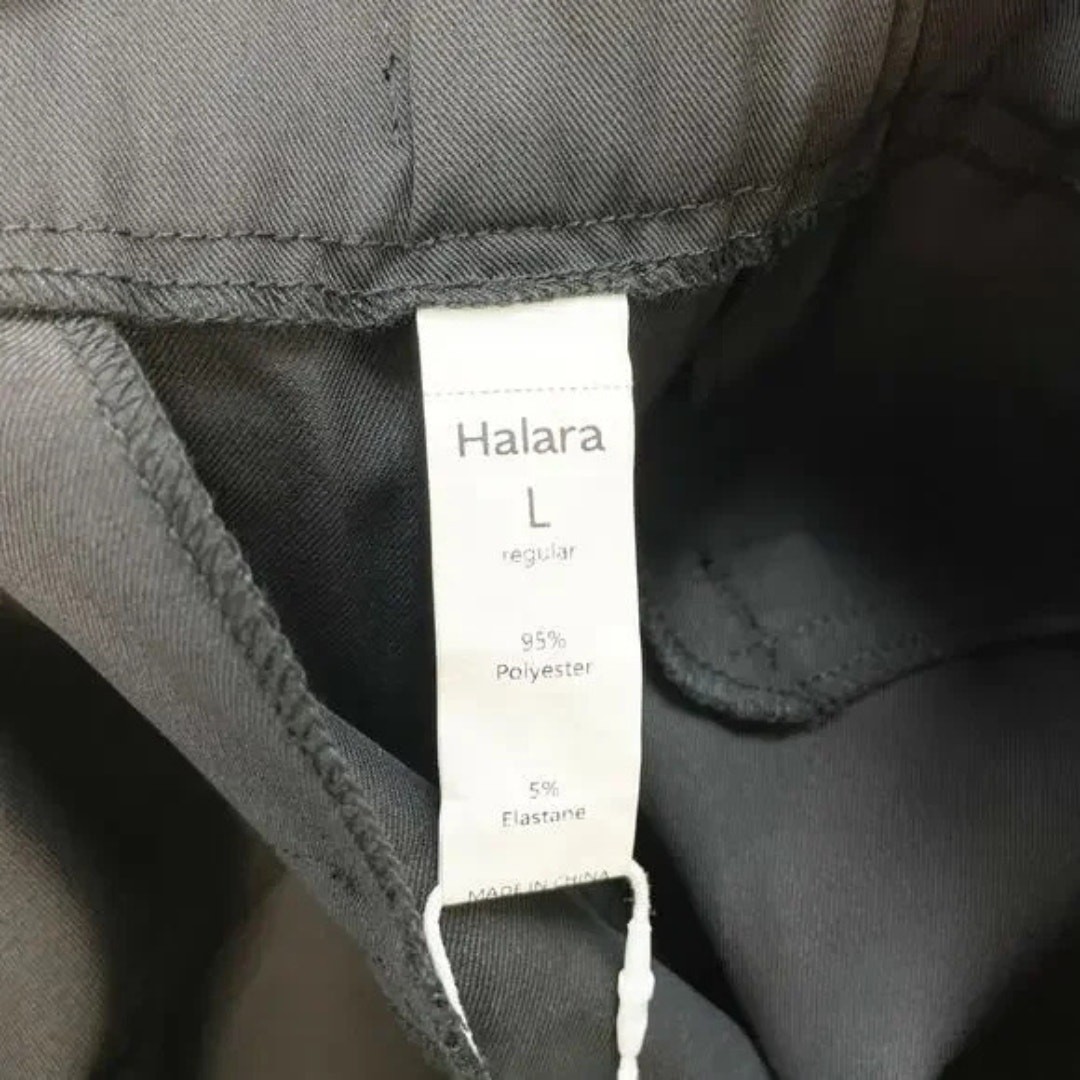 Halara
L
regular
95%
Polyester
5%
Elastane
MADE IN CHINA